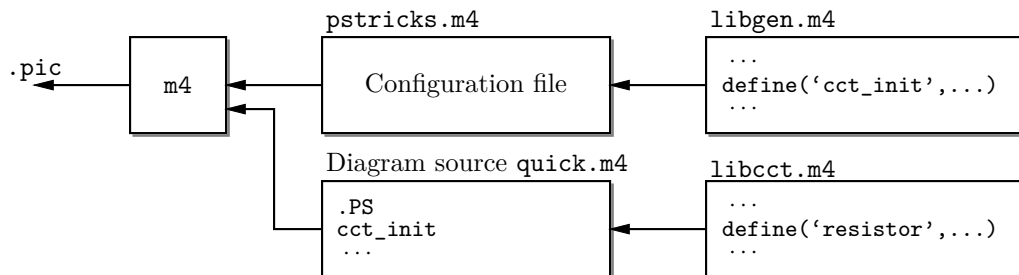 pstricks.m4
libgen.m4
.pic
m4
Configuration file
...
define(‘cct_init’,...)
...
Diagram source quick.m4
libcct.m4
.PS
cct_init
...
...
define(‘resistor’,...)
...